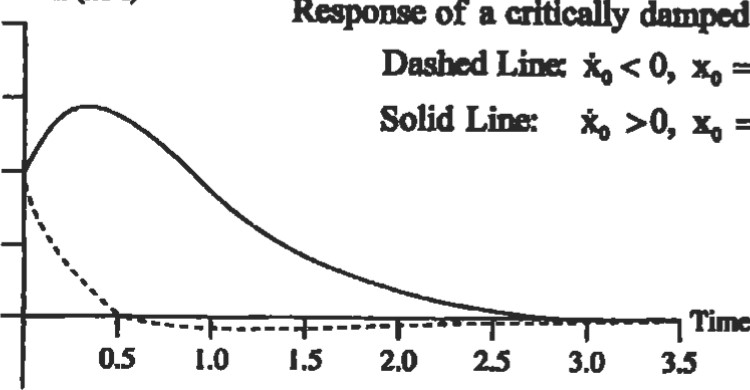 Response of a critically damped
Dashed Line: ẋ₀ < 0, x₀ =
Solid Line: ẋ₀ >0, x₀ =
Time
0.5 1.0 1.5 2.0 2.5 3.0 3.5